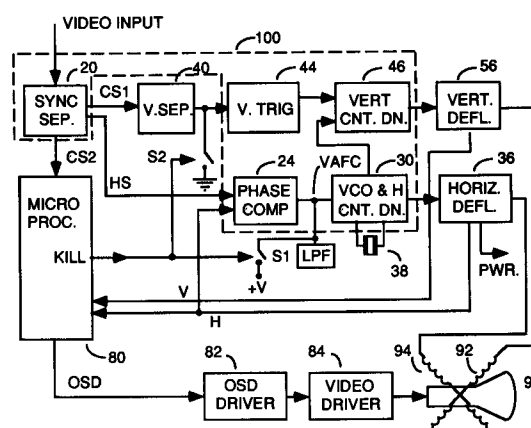 VIDEO INPUT
100
20
40
44
46
56
SYNC
SEP.
CS1
V.SEP.
V. TRIG
VERT
CNT. DN.
VERT.
DEFL.
CS2
S2
HS
24
VAFC
30
36
MICRO
PROC.
PHASE
COMP
VCO & H
CNT. DN.
HORIZ.
DEFL.
KILL
S1
LPF
38
PWR.
+V
V
H
80
82
84
94
92
9
OSD
OSD
DRIVER
VIDEO
DRIVER